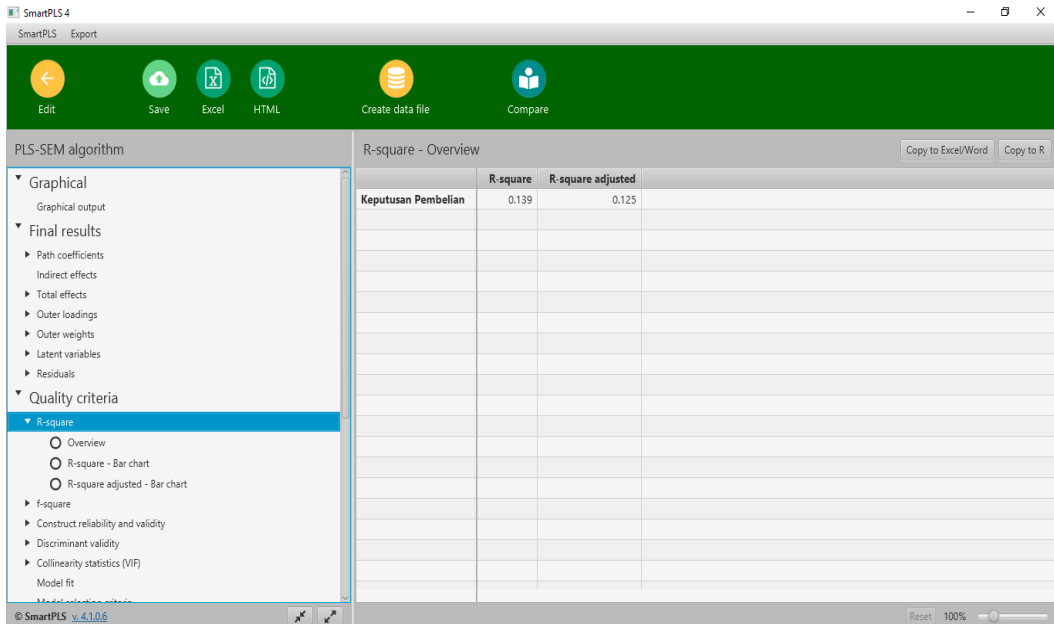 SmartPLS 4
SmartPLS Export
Edit Save Excel HTML Create data file Compare
PLS-SEM algorithm
Graphical
Graphical output
Final results
Path coefficients
Indirect effects
Total effects
Outer loadings
Outer weights
Latent variables
Residuals
Quality criteria
R-square
Overview
R-square - Bar chart
R-square adjusted - Bar chart
f-square
Construct reliability and validity
Discriminant validity
Collinearity statistics (VIF)
Model fit
Model selection criteria
© SmartPLS v. 4.1.0.6
R-square - Overview
Copy to Excel/Word Copy to R
R-square R-square adjusted
Keputusan Pembelian 0.139 0.125
Reset 100%